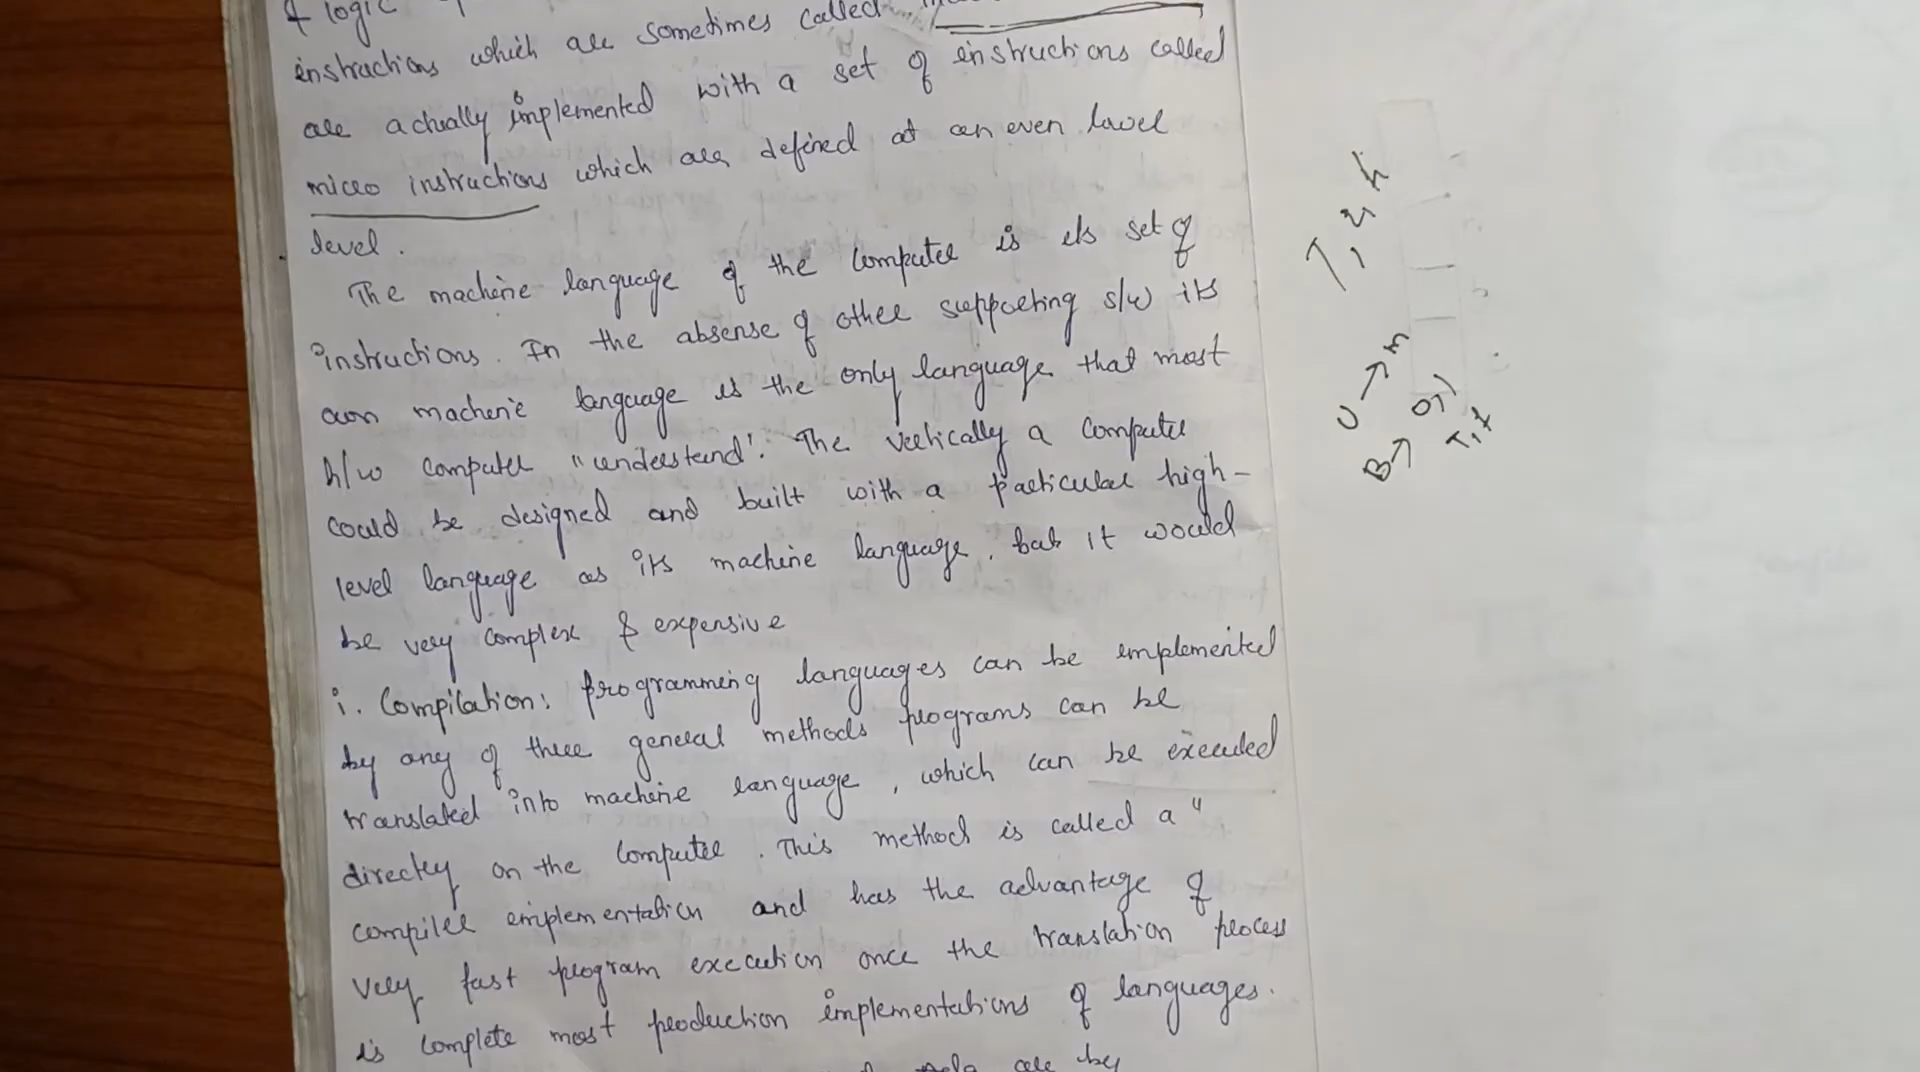 & logic
instructions which are sometimes called
are actually implemented with a set of instructions called
micro instructions which are defined at an even lowel
level.
The machine language of the computer is its set of
instructions. In the absense of other supporting s/w its
own machine language is the only language that most
h/w computer "understand". The vertically a computer
could be designed and built with a particular high-
level language as its machine language, but it would
be very complex & expensive
i. Compilation: programming languages can be implemented
by any of three general methods programs can be
translated into machine language, which can be executed
directly on the computer. This method is called a "
compiler implementation and has the advantage of
very fast program execution once the translation process
is complete most production implementations of languages.
are by
T, 2, h
U → m
B → 0, 1
T, f